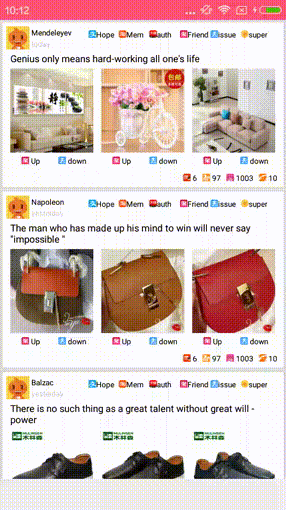 10:12
Mendeleyev
Hope Mem auth Friend issue super
today
Genius only means hard-working all one's life
包邮
Up down Up down Up down
6 97 1003 10
Napoleon
Hope Mem auth Friend issue super
yesterday
The man who has made up his mind to win will never say
"impossible "
Up down Up down Up down
6 97 1003 10
Balzac
Hope Mem auth Friend issue super
yesterday
There is no such thing as a great talent without great will -
power
MULINSEN MULINSEN MULINSEN
木林森 木林森 木林森